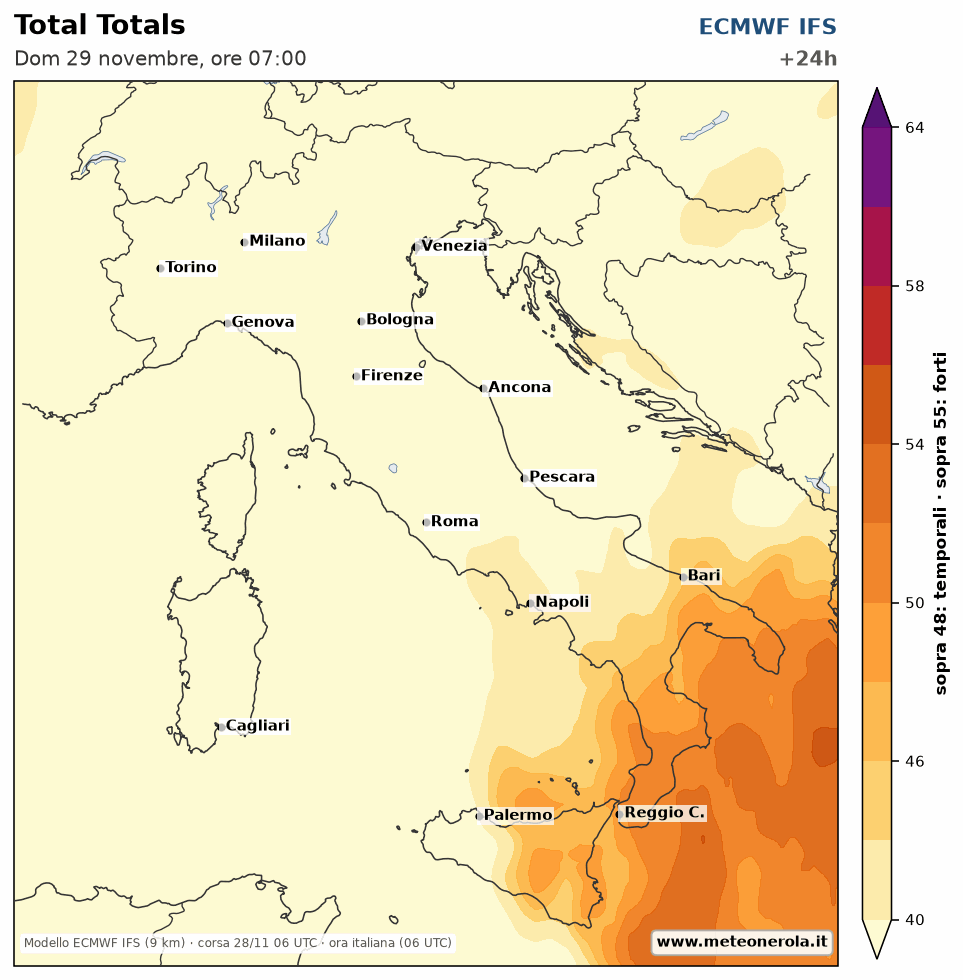 Total Totals
ECMWF IFS
Dom 29 novembre, ore 07:00
+24h
64
58
54
50
46
40
sopra 48: temporali · sopra 55: forti
Milano
Venezia
Torino
Genova
Bologna
Firenze
Ancona
Pescara
Roma
Bari
Napoli
Cagliari
Palermo
Reggio C.
Modello ECMWF IFS (9 km) · corsa 28/11 06 UTC · ora italiana (06 UTC)
www.meteonerola.it